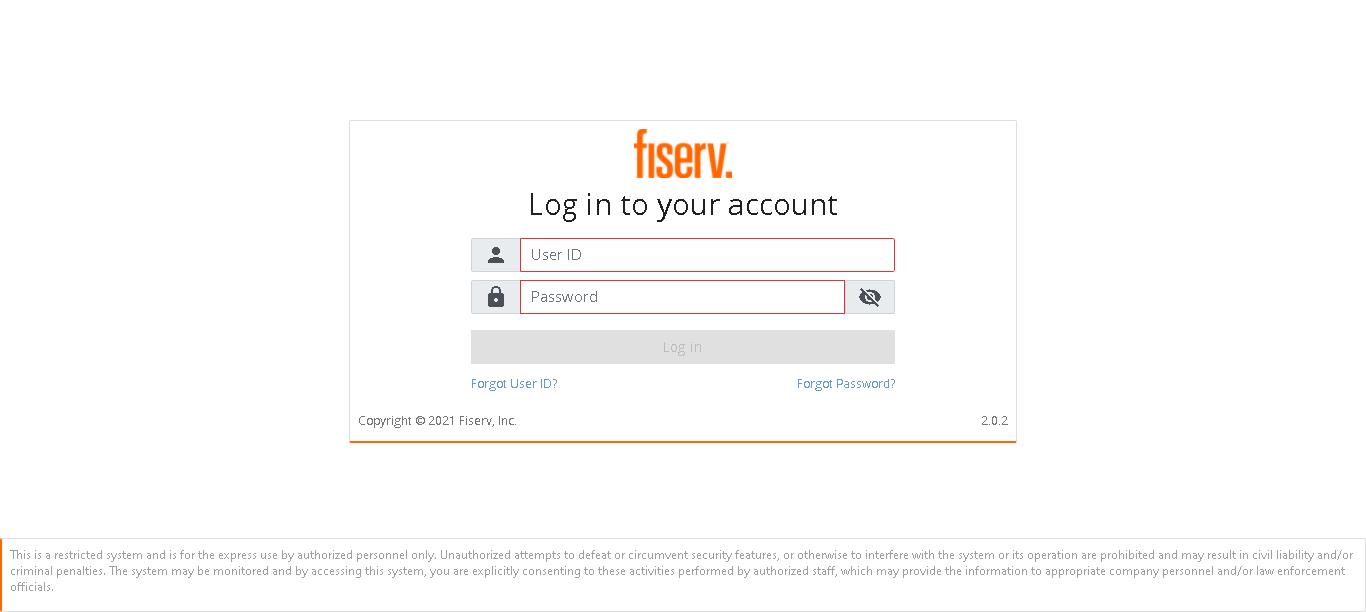 fiserv.
Log in to your account
User ID
Password
Log in
Forgot User ID? Forgot Password?
Copyright © 2021 Fiserv, Inc. 2.0.2
This is a restricted system and is for the express use by authorized personnel only. Unauthorized attempts to defeat or circumvent security features, or otherwise to interfere with the system or its operation are prohibited and may result in civil liability and/or
criminal penalties. The system may be monitored and by accessing this system, you are explicitly consenting to these activities performed by authorized staff, which may provide the information to appropriate company personnel and/or law enforcement
officials.